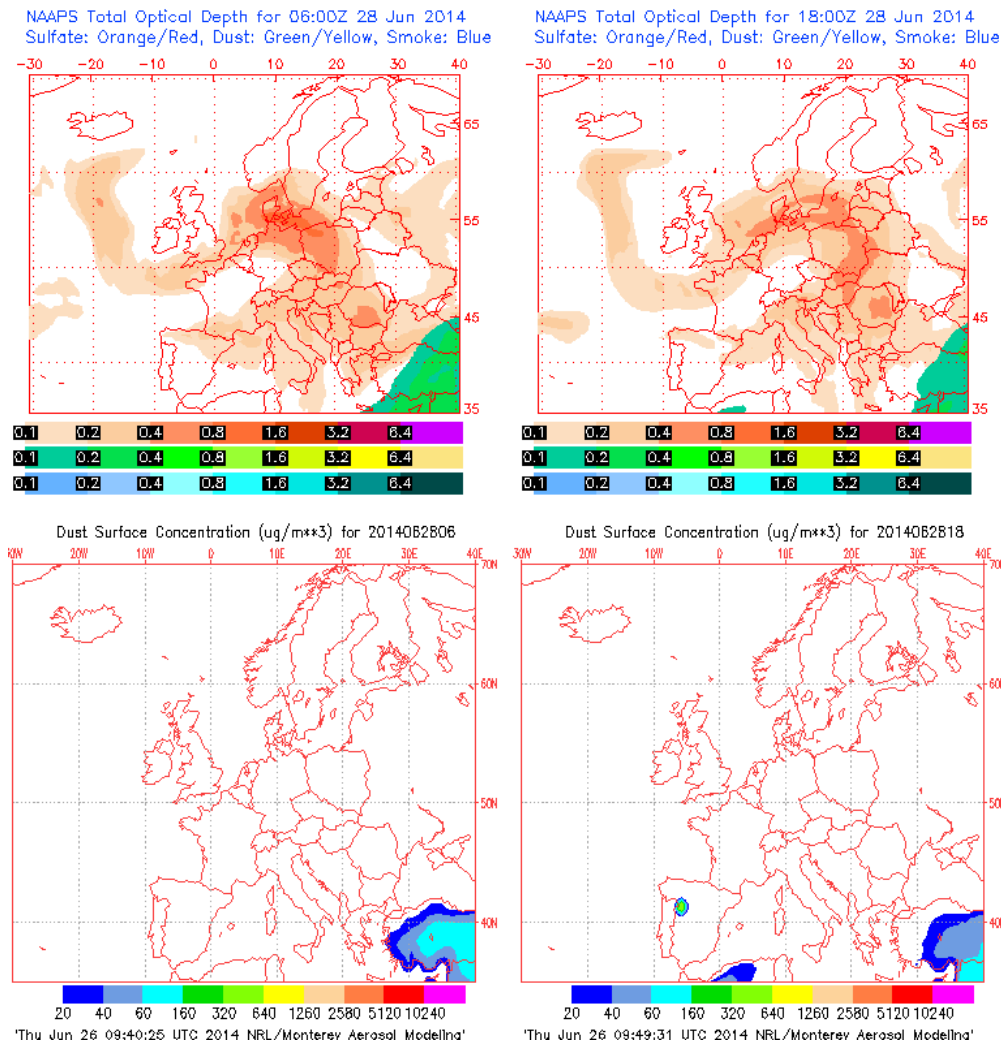 NAAPS Total Optical Depth for 06:00Z 28 Jun 2014
Sulfate: Orange/Red, Dust: Green/Yellow, Smoke: Blue
-30 -20 -10 0 10 20 30 40
65
55
45
35
0.1 0.2 0.4 0.8 1.6 3.2 6.4
0.1 0.2 0.4 0.8 1.6 3.2 6.4
0.1 0.2 0.4 0.8 1.6 3.2 6.4
NAAPS Total Optical Depth for 18:00Z 28 Jun 2014
Sulfate: Orange/Red, Dust: Green/Yellow, Smoke: Blue
-30 -20 -10 0 10 20 30 40
65
55
45
35
0.1 0.2 0.4 0.8 1.6 3.2 6.4
0.1 0.2 0.4 0.8 1.6 3.2 6.4
0.1 0.2 0.4 0.8 1.6 3.2 6.4
Dust Surface Concentration (ug/m**3) for 2014062806
20W 10W 0 10E 20E 30E 40E
70N
60N
50N
40N
20 40 60 160 320 640 1260 2580 5120 10240
'Thu Jun 26 09:40:25 UTC 2014 NRL/Monterey Aerosol Modeling'
Dust Surface Concentration (ug/m**3) for 2014062818
30W 20W 10W 0 10E 20E 30E 40E
70N
60N
50N
40N
20 40 60 160 320 640 1260 2580 5120 10240
'Thu Jun 26 09:49:31 UTC 2014 NRL/Monterey Aerosol Modeling'